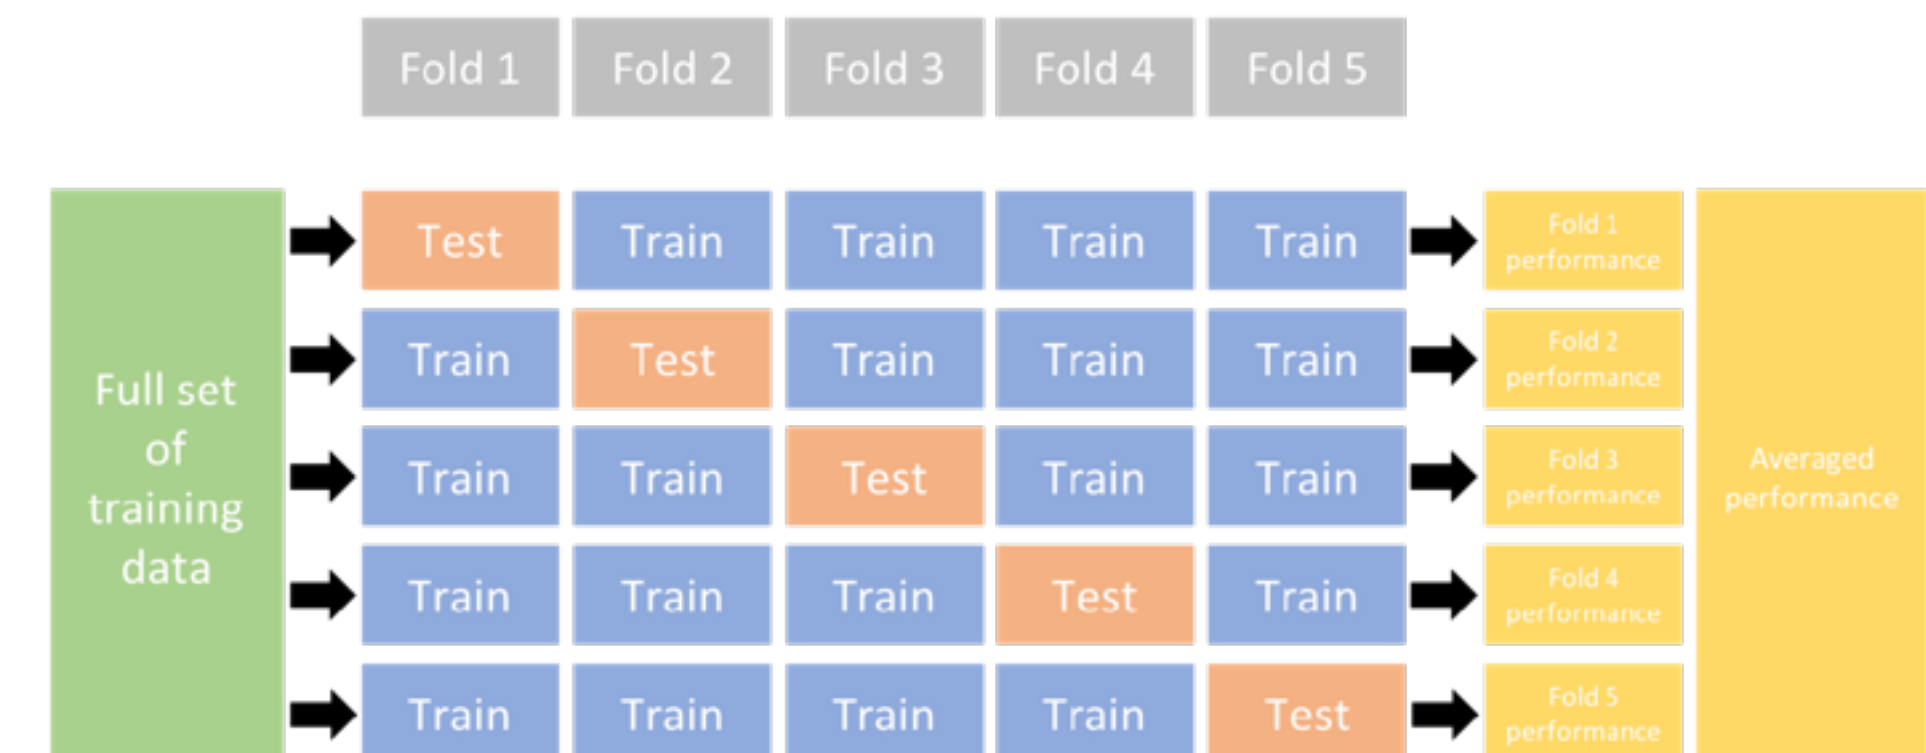 Fold 1 Fold 2 Fold 3 Fold 4 Fold 5
Full set
of
training
data
Test Train Train Train Train
Fold 1
performance
Train Test Train Train Train
Fold 2
performance
Train Train Test Train Train
Fold 3
performance
Train Train Train Test Train
Fold 4
performance
Train Train Train Train Test
Fold 5
performance
Averaged
performance